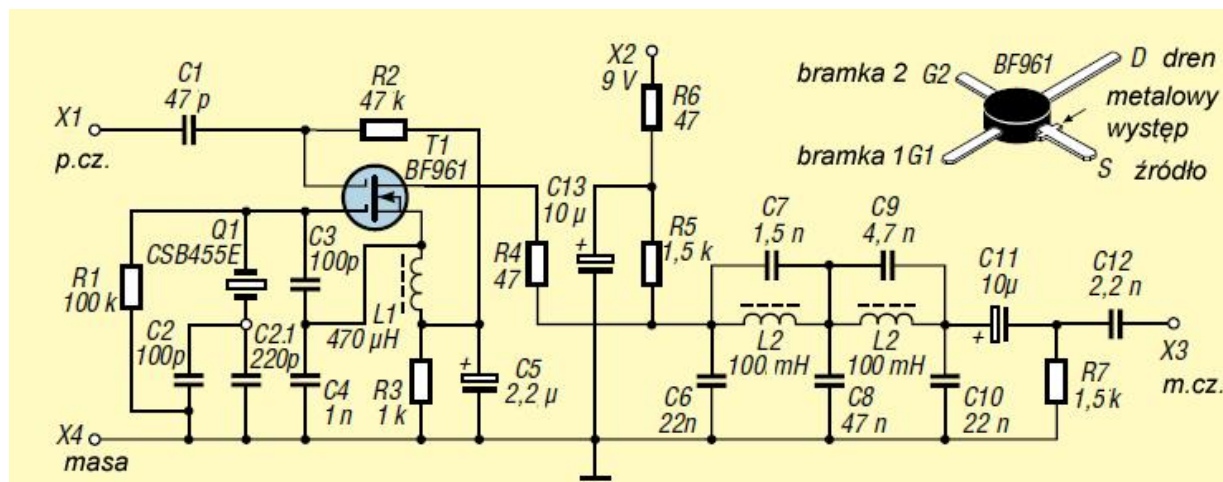 X1
p.cz.
C1
47 p
R2
47 k
T1
BF961
X2
9 V
R6
47
bramka 2 G2
BF961
D dren
metalowy
występ
bramka 1 G1
S źródło
Q1
CSB455E
C3
100p
R1
100 k
C2
100p
C2.1
220p
L1
470 µH
C4
1 n
R3
1 k
+
C5
2,2 µ
R4
47
C13
10 µ
+
R5
1,5 k
C7
1,5 n
C9
4,7 n
L2
100 mH
L2
100 mH
C6
22n
C8
47 n
C10
22 n
C11
10µ
+
C12
2,2 n
R7
1,5k
X3
m.cz.
X4
masa